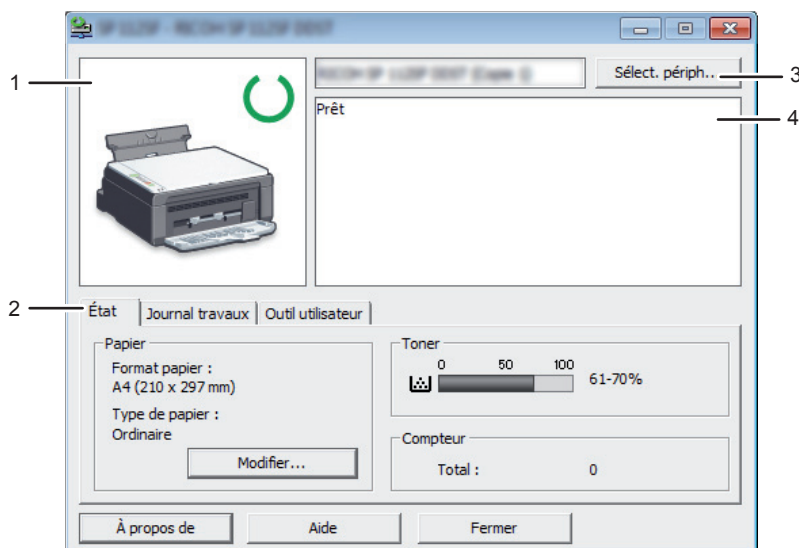 1
Sélect. périph..
3
Prêt
4
2
État
Journal travaux
Outil utilisateur
Papier
Format papier :
A4 (210 x 297 mm)
Type de papier :
Ordinaire
Modifier...
Toner
0 50 100
61-70%
Compteur
Total : 0
À propos de
Aide
Fermer